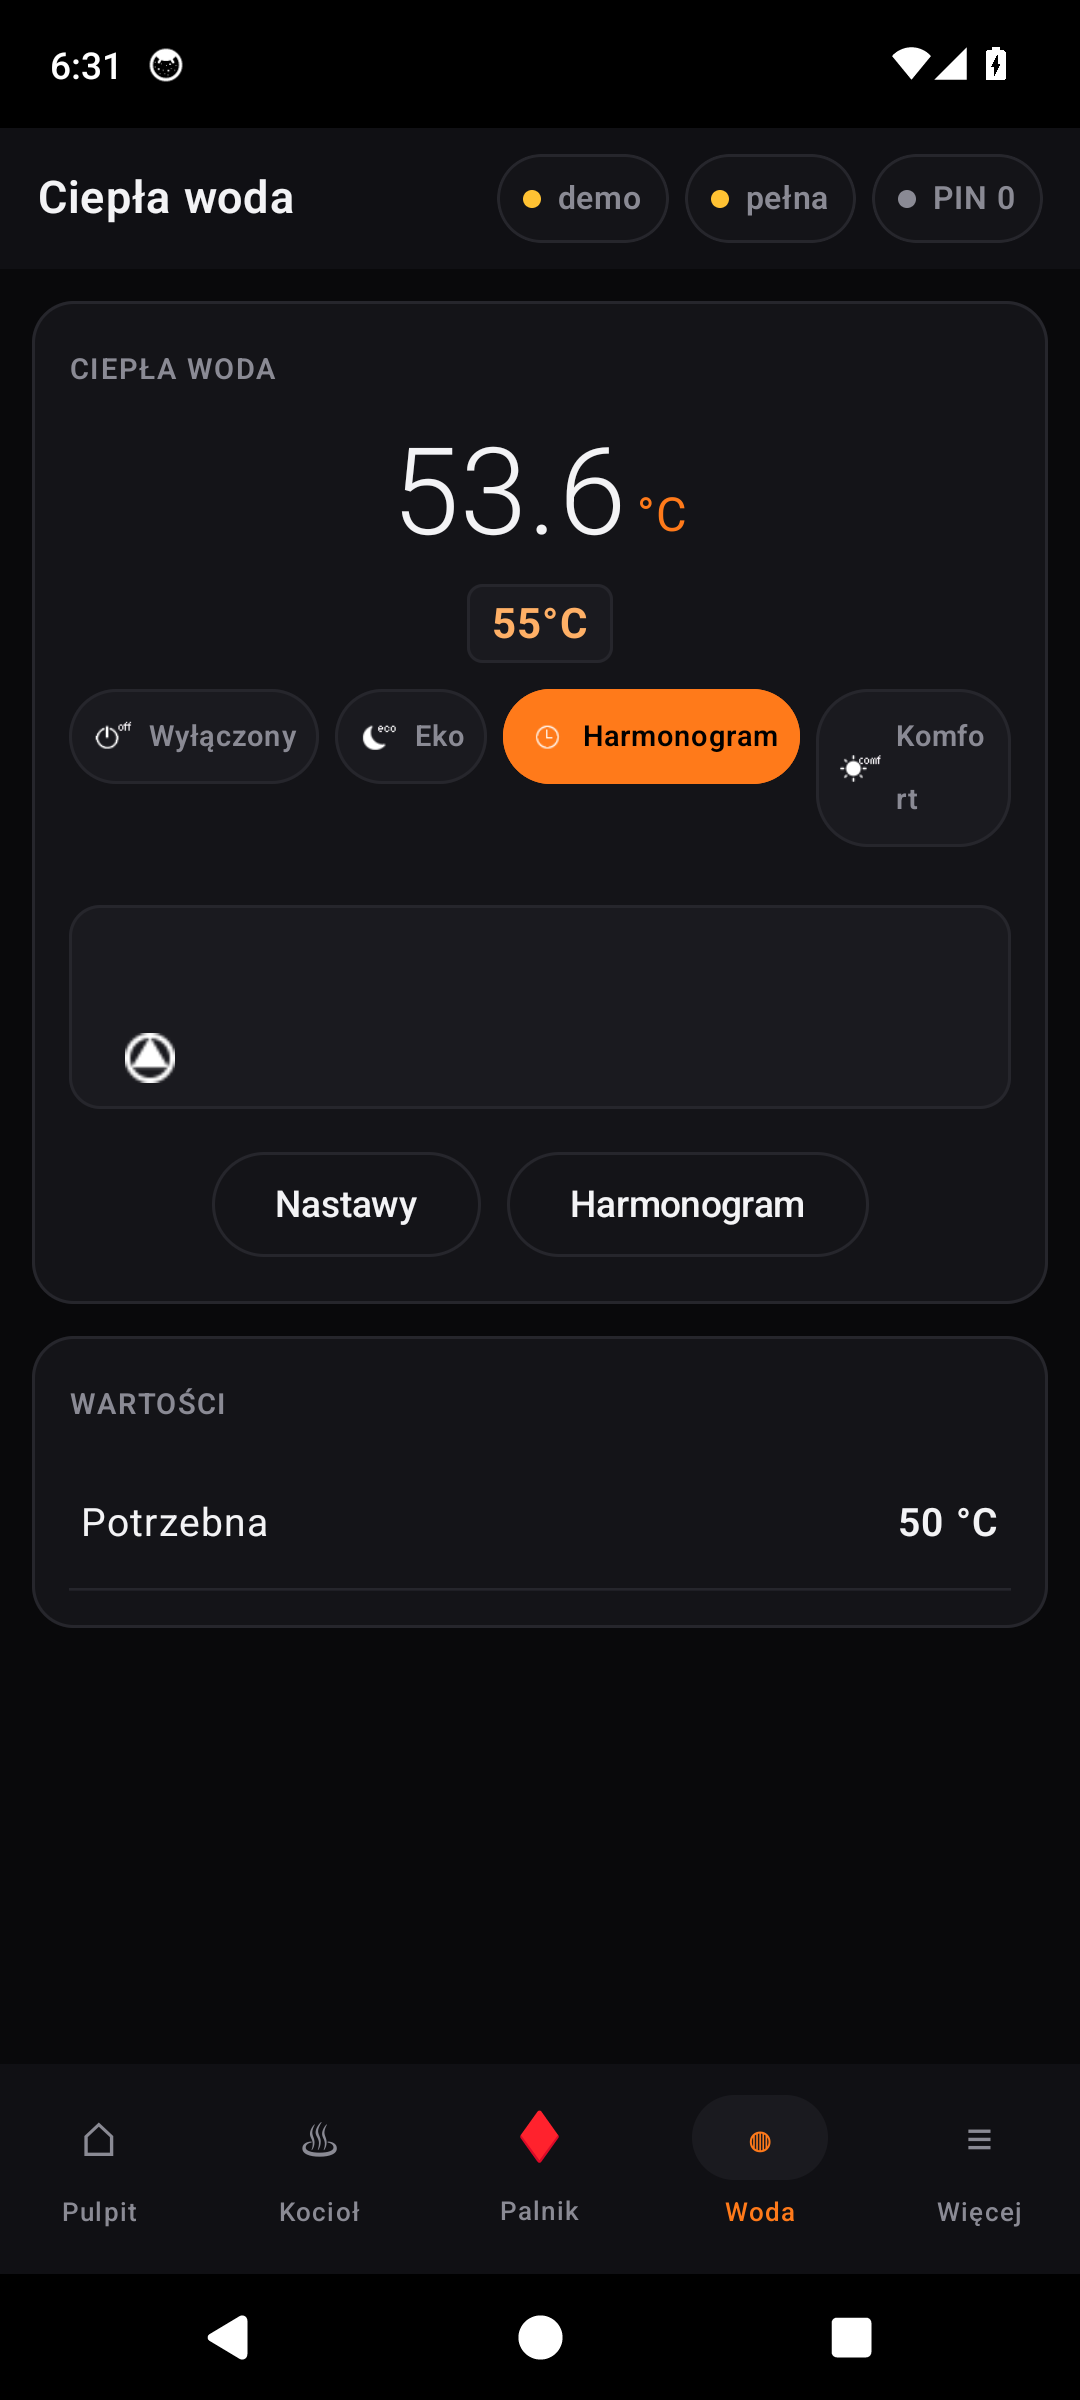 6:31
Ciepła woda
demo
pełna
PIN 0
CIEPŁA WODA
53.6 °C
55°C
off Wyłączony
eco Eko
Harmonogram
comf Komfo
rt
Nastawy
Harmonogram
WARTOŚCI
Potrzebna 50 °C
Pulpit
Kocioł
Palnik
Woda
Więcej